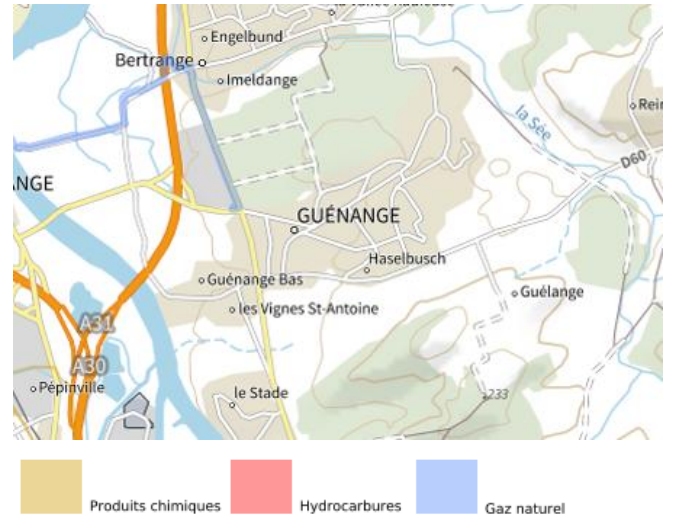 Engelbund
Bertrange
Imeldange
la Sée
Rei
D60
NGE
GUÉNANGE
Haselbusch
Guénange Bas
Guélange
les Vignes St-Antoine
A31
A30
Pépinville
le Stade
233
Produits chimiques
Hydrocarbures
Gaz naturel